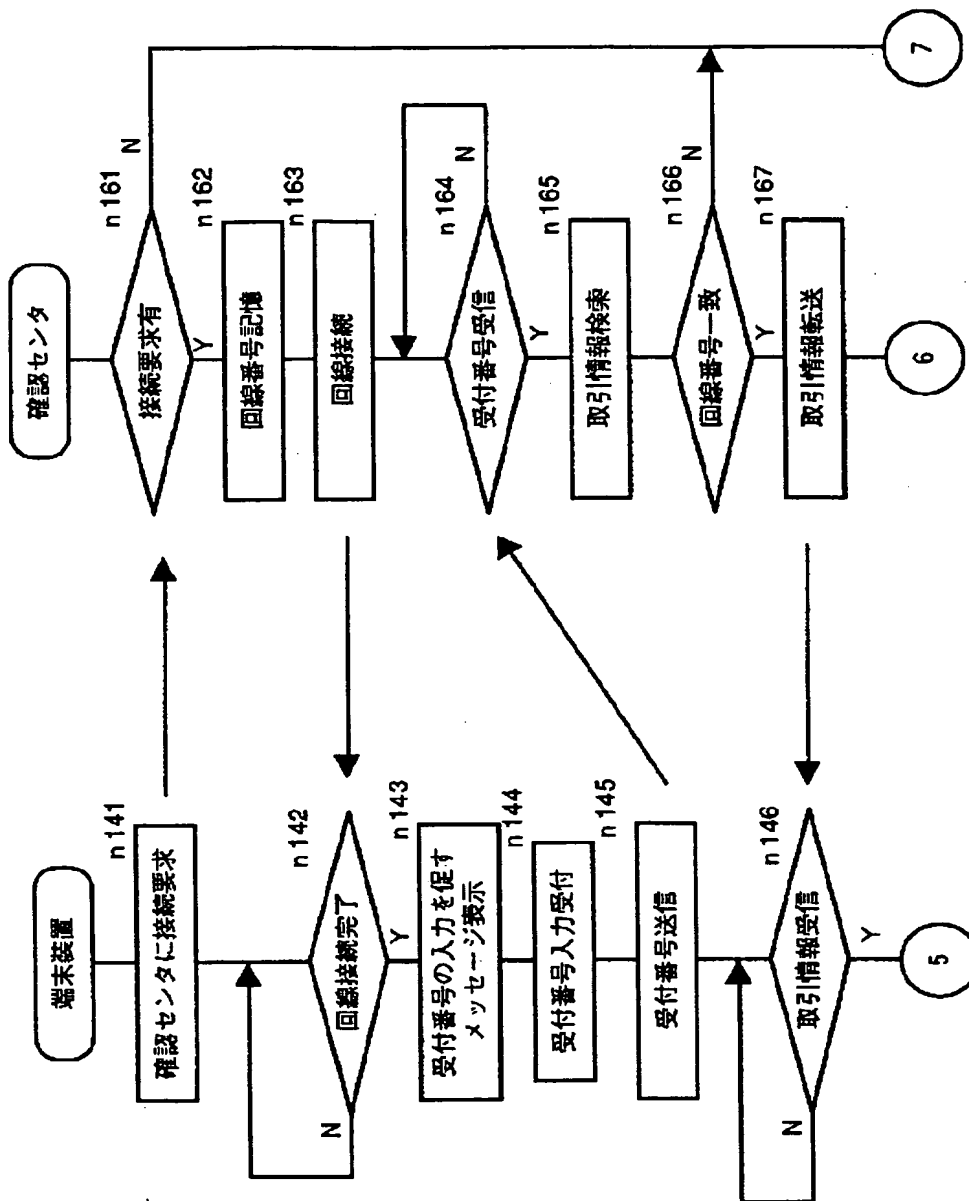 端末装置
n141
確認センタに接続要求
n142
回線接続完了
N
Y
n143
受付番号の入力を促す
メッセージ表示
n144
受付番号入力受付
n145
受付番号送信
n146
取引情報受信
N
Y
5
確認センタ
n161
接続要求有
N
Y
n162
回線番号記憶
n163
回線接続
n164
受付番号受信
N
Y
n165
取引情報検索
n166
回線番号一致
N
Y
n167
取引情報転送
6
7